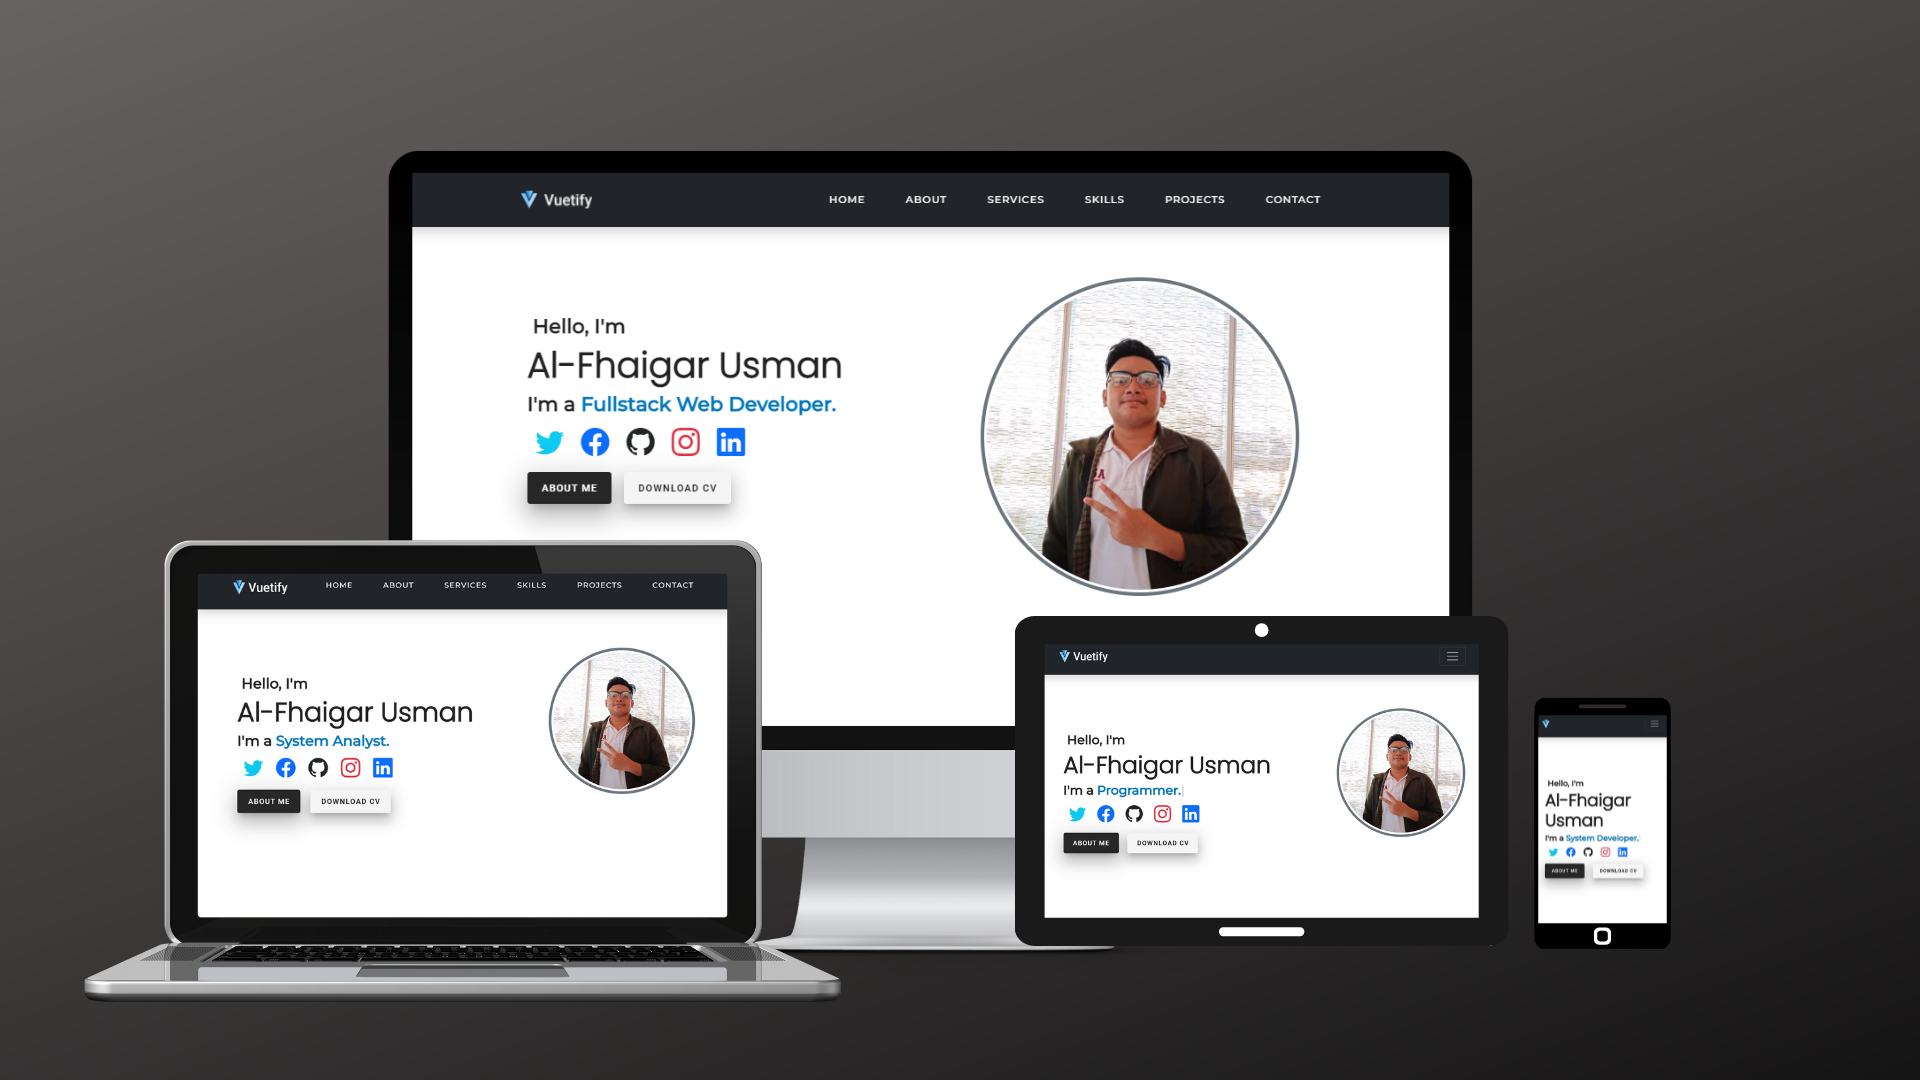 Vuetify HOME ABOUT SERVICES SKILLS PROJECTS CONTACT
Hello, I'm
Al-Fhaigar Usman
I'm a Fullstack Web Developer.
ABOUT ME DOWNLOAD CV
Vuetify HOME ABOUT SERVICES SKILLS PROJECTS CONTACT
Hello, I'm
Al-Fhaigar Usman
I'm a System Analyst.
ABOUT ME DOWNLOAD CV
Vuetify
Hello, I'm
Al-Fhaigar Usman
I'm a Programmer.
ABOUT ME DOWNLOAD CV
Hello, I'm
Al-Fhaigar
Usman
I'm a System Developer.
ABOUT ME DOWNLOAD CV